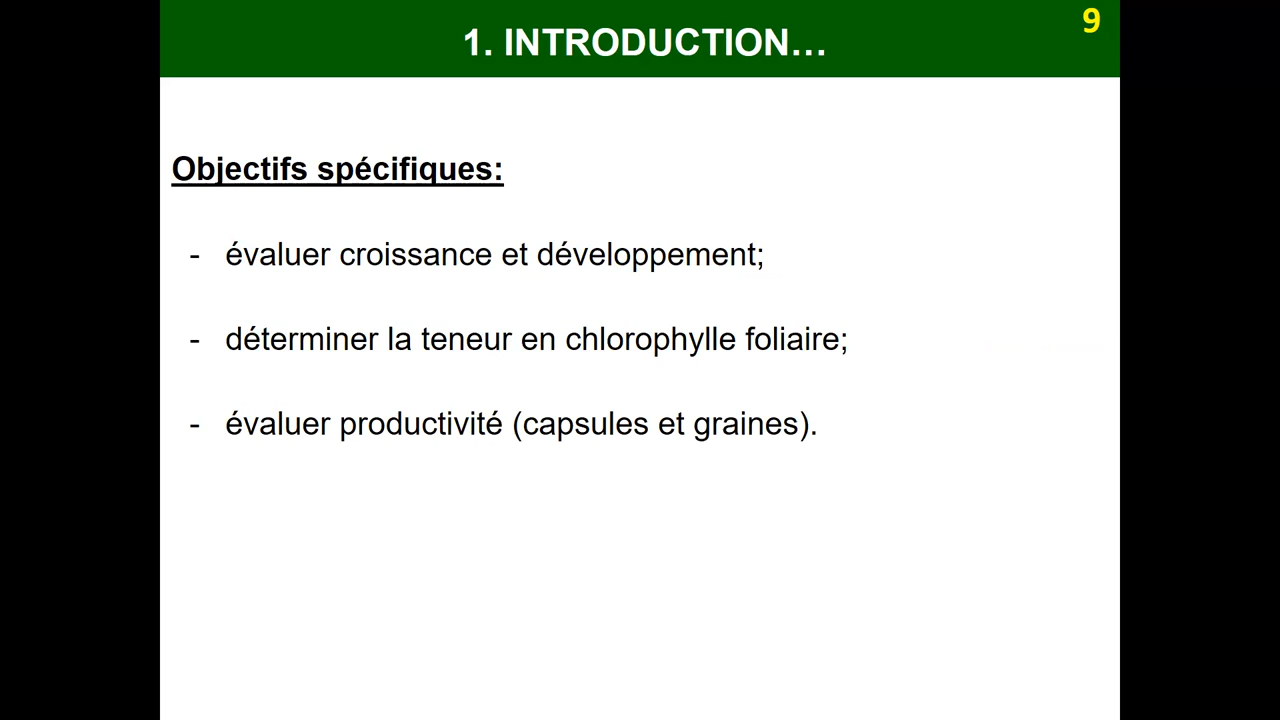 1. INTRODUCTION…
9
Objectifs spécifiques:
- évaluer croissance et développement;
- déterminer la teneur en chlorophylle foliaire;
- évaluer productivité (capsules et graines).